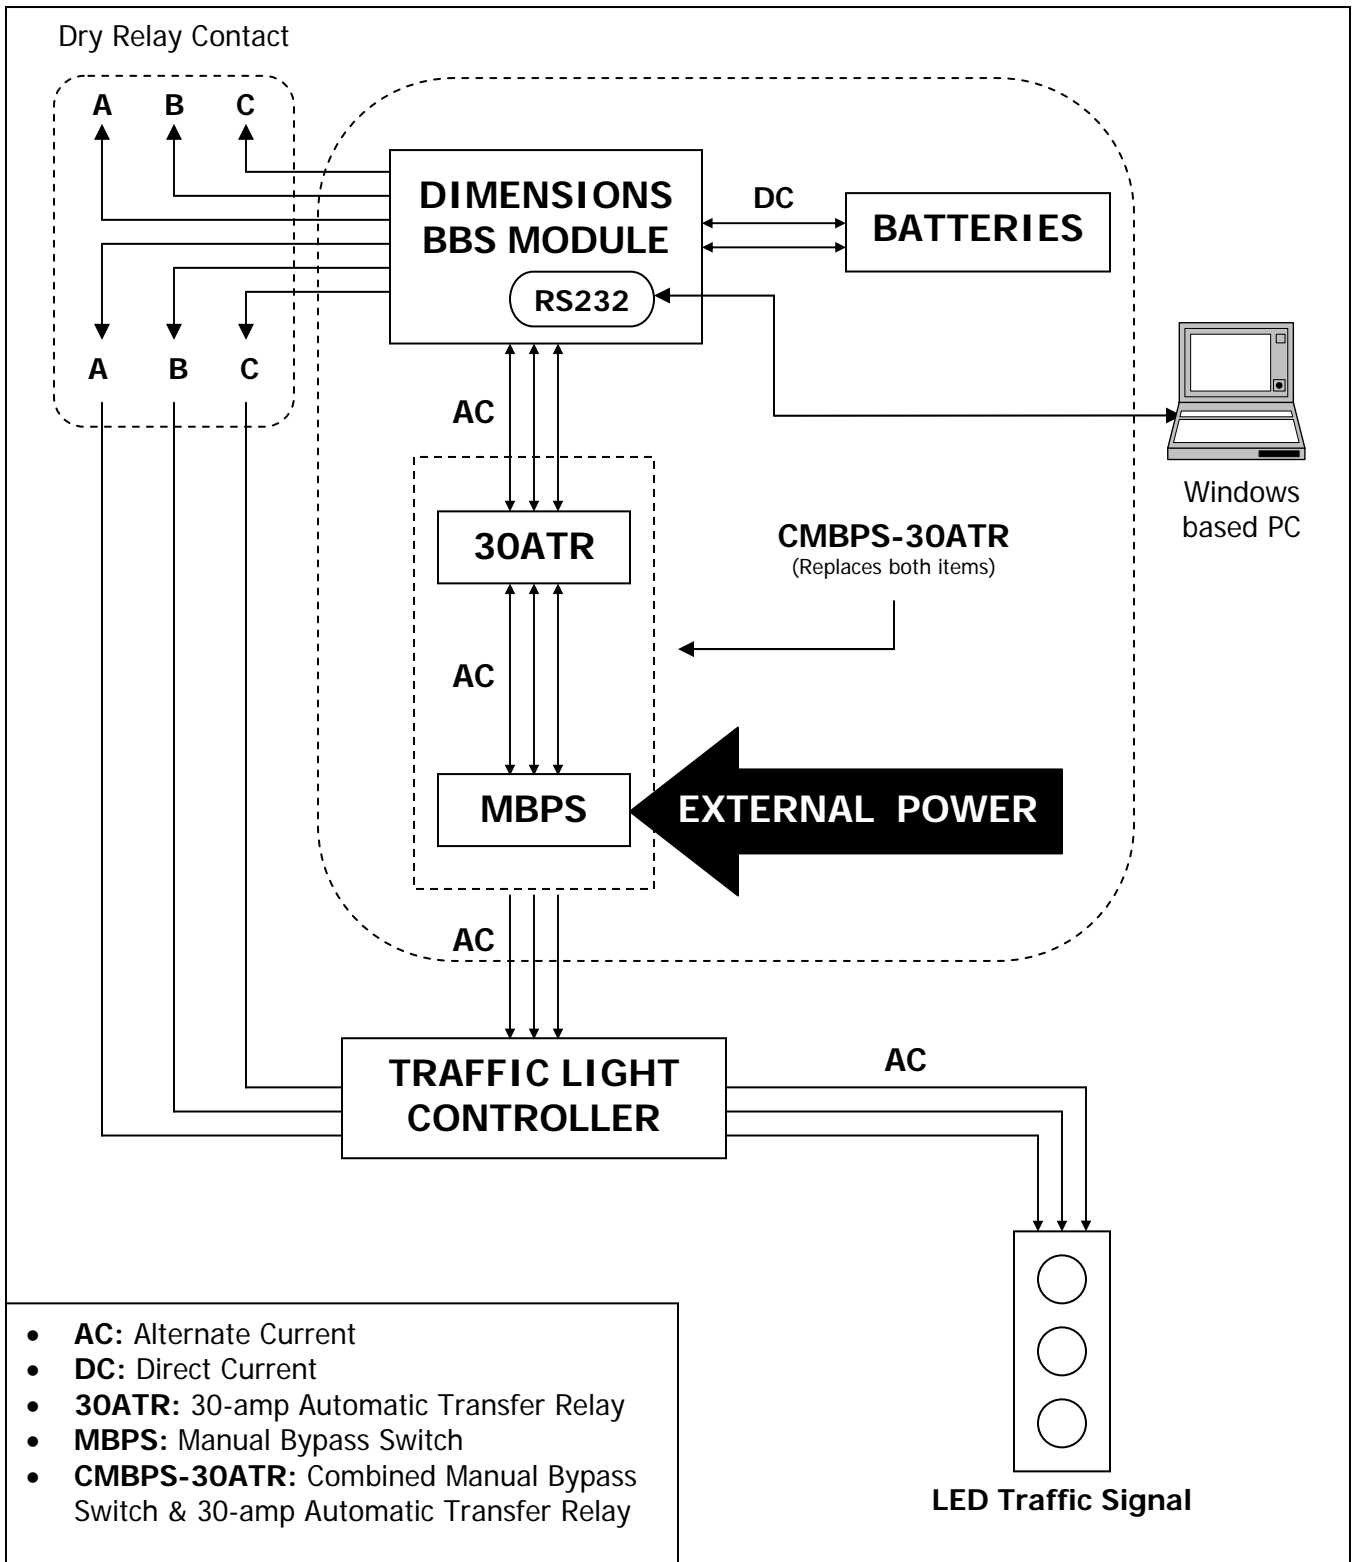 Dry Relay Contact
A B C
DIMENSIONS
BBS MODULE
RS232
DC
BATTERIES
A B C
AC
Windows
based PC
30ATR
CMBPS-30ATR
(Replaces both items)
AC
MBPS
EXTERNAL POWER
AC
TRAFFIC LIGHT
CONTROLLER
AC
LED Traffic Signal
• AC: Alternate Current
• DC: Direct Current
• 30ATR: 30-amp Automatic Transfer Relay
• MBPS: Manual Bypass Switch
• CMBPS-30ATR: Combined Manual Bypass
Switch & 30-amp Automatic Transfer Relay